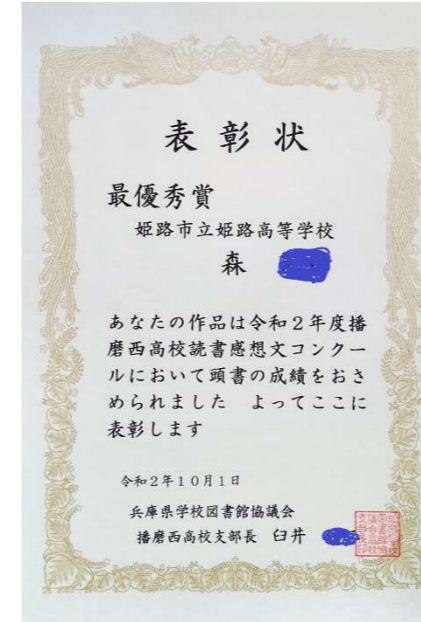 表彰状
最優秀賞
姫路市立姫路高等学校
森
あなたの作品は令和2年度播
磨西高校読書感想文コンクー
ルにおいて頭書の成績をおさ
められました よってここに
表彰します
令和2年10月1日
兵庫県学校図書館協議会
播磨西高校支部長 臼井